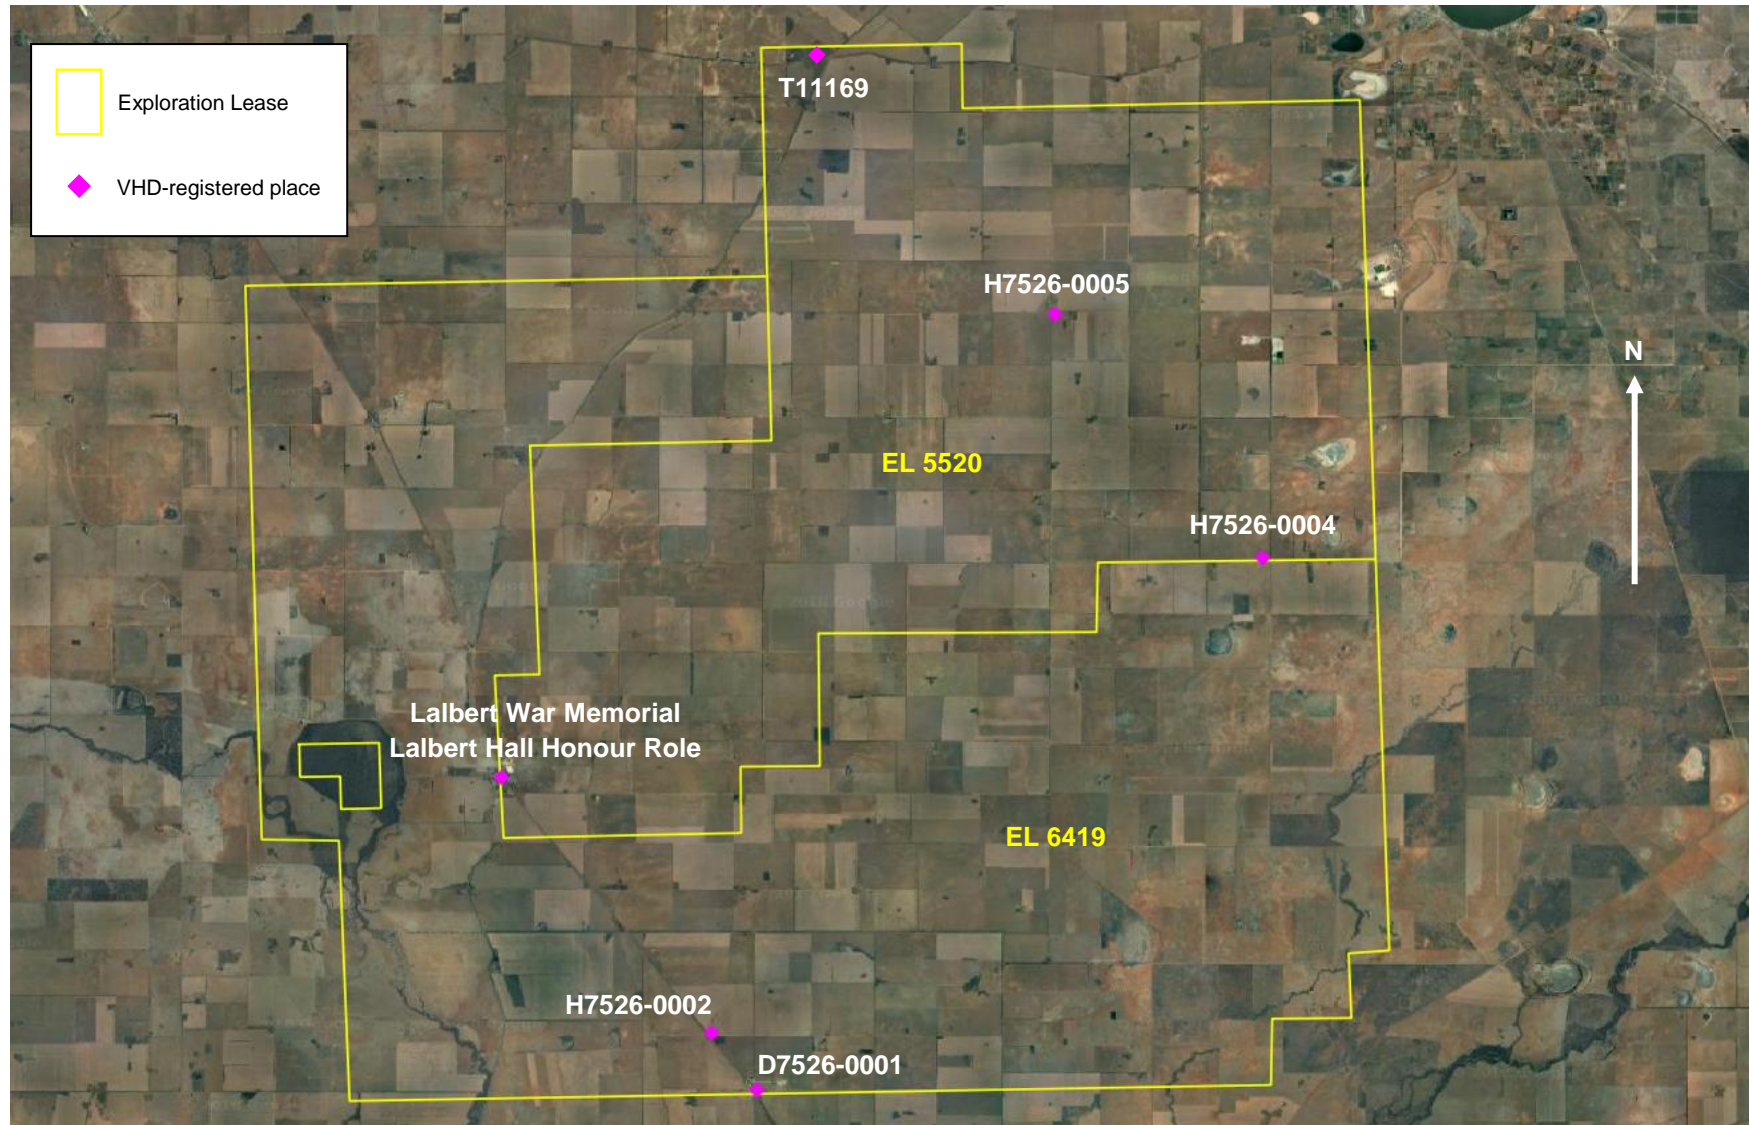 Exploration Lease
VHD-registered place
T11169
H7526-0005
N
EL 5520
H7526-0004
Lalbert War Memorial
Lalbert Hall Honour Role
EL 6419
H7526-0002
D7526-0001